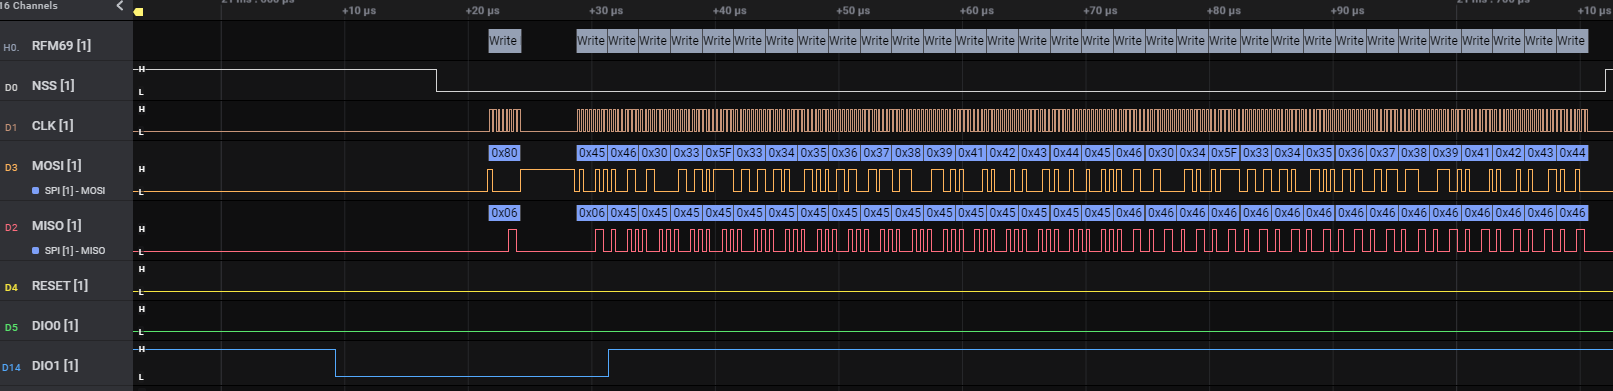 16 Channels
+10 µs +20 µs +30 µs +40 µs +50 µs +60 µs +70 µs +80 µs +90 µs +10 µs
H0. RFM69 [1] Write Write Write Write Write Write Write Write Write Write Write Write Write Write Write Write Write Write Write Write Write Write Write Write Write Write Write Write Write Write Write Write Write
D0 NSS [1] H L
D1 CLK [1] H L
D3 MOSI [1] H L 0x80 0x45 0x46 0x30 0x33 0x5F 0x33 0x34 0x35 0x36 0x37 0x38 0x39 0x41 0x42 0x43 0x44 0x45 0x46 0x30 0x34 0x5F 0x33 0x34 0x35 0x36 0x37 0x38 0x39 0x41 0x42 0x43 0x44
SPI [1] - MOSI
D2 MISO [1] H L 0x06 0x06 0x45 0x45 0x45 0x45 0x45 0x45 0x45 0x45 0x45 0x45 0x45 0x45 0x45 0x45 0x45 0x45 0x46 0x46 0x46 0x46 0x46 0x46 0x46 0x46 0x46 0x46 0x46 0x46 0x46 0x46 0x46
SPI [1] - MISO
D4 RESET [1] H L
D5 DIO0 [1] H L
D14 DIO1 [1] H L